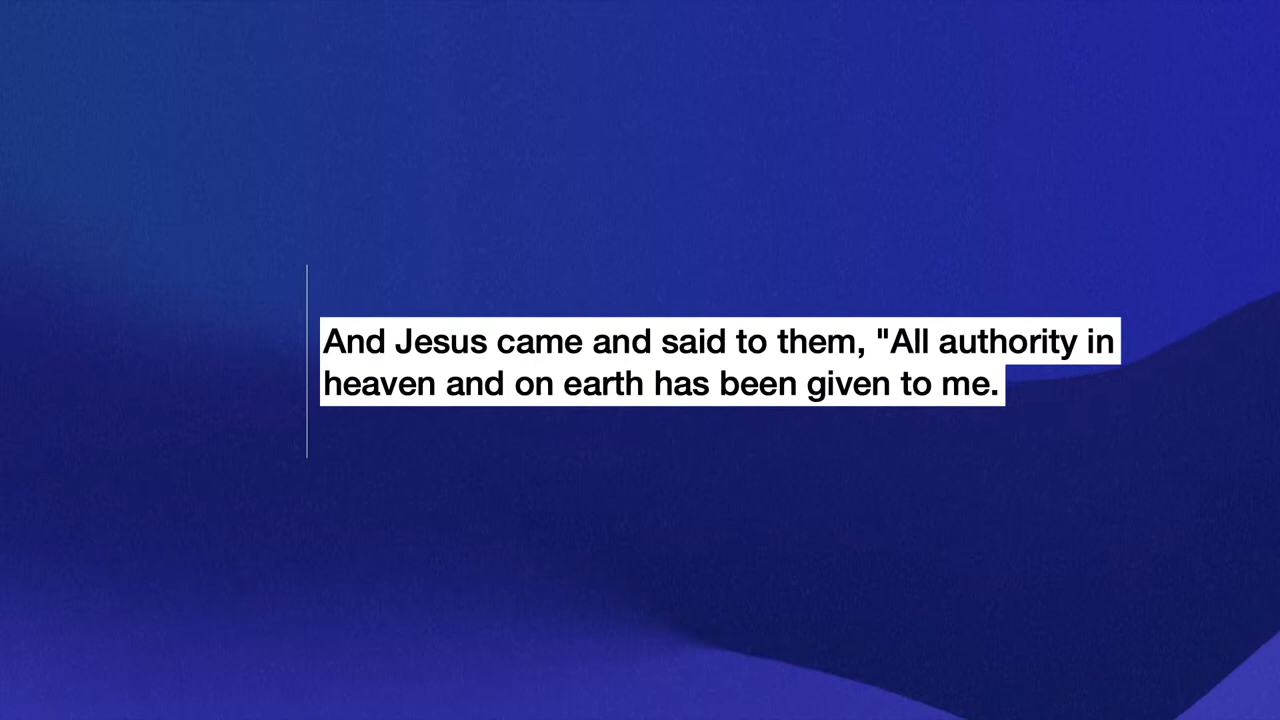 And Jesus came and said to them, "All authority in
heaven and on earth has been given to me.